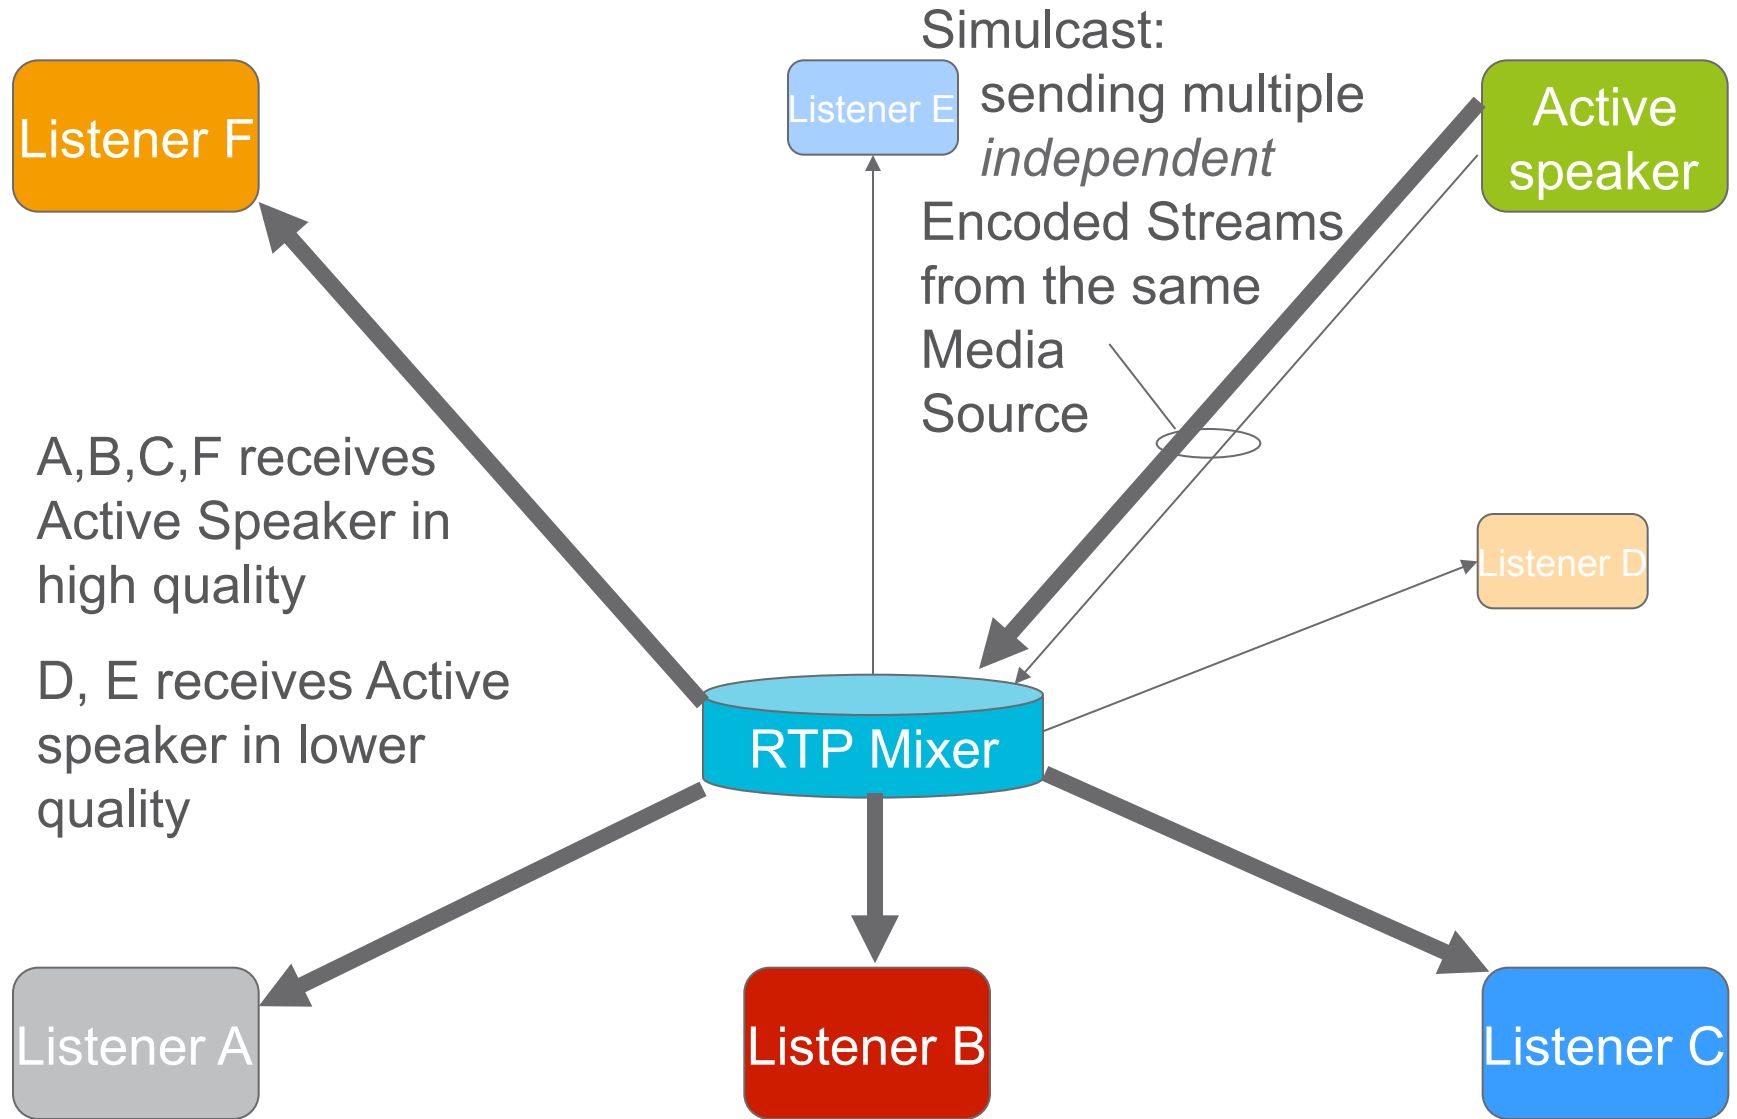 Simulcast:
sending multiple
independent
Encoded Streams
from the same
Media
Source
Listener F
Listener E
Active
speaker
A,B,C,F receives
Active Speaker in
high quality
Listener D
D, E receives Active
speaker in lower
quality
RTP Mixer
Listener A
Listener B
Listener C